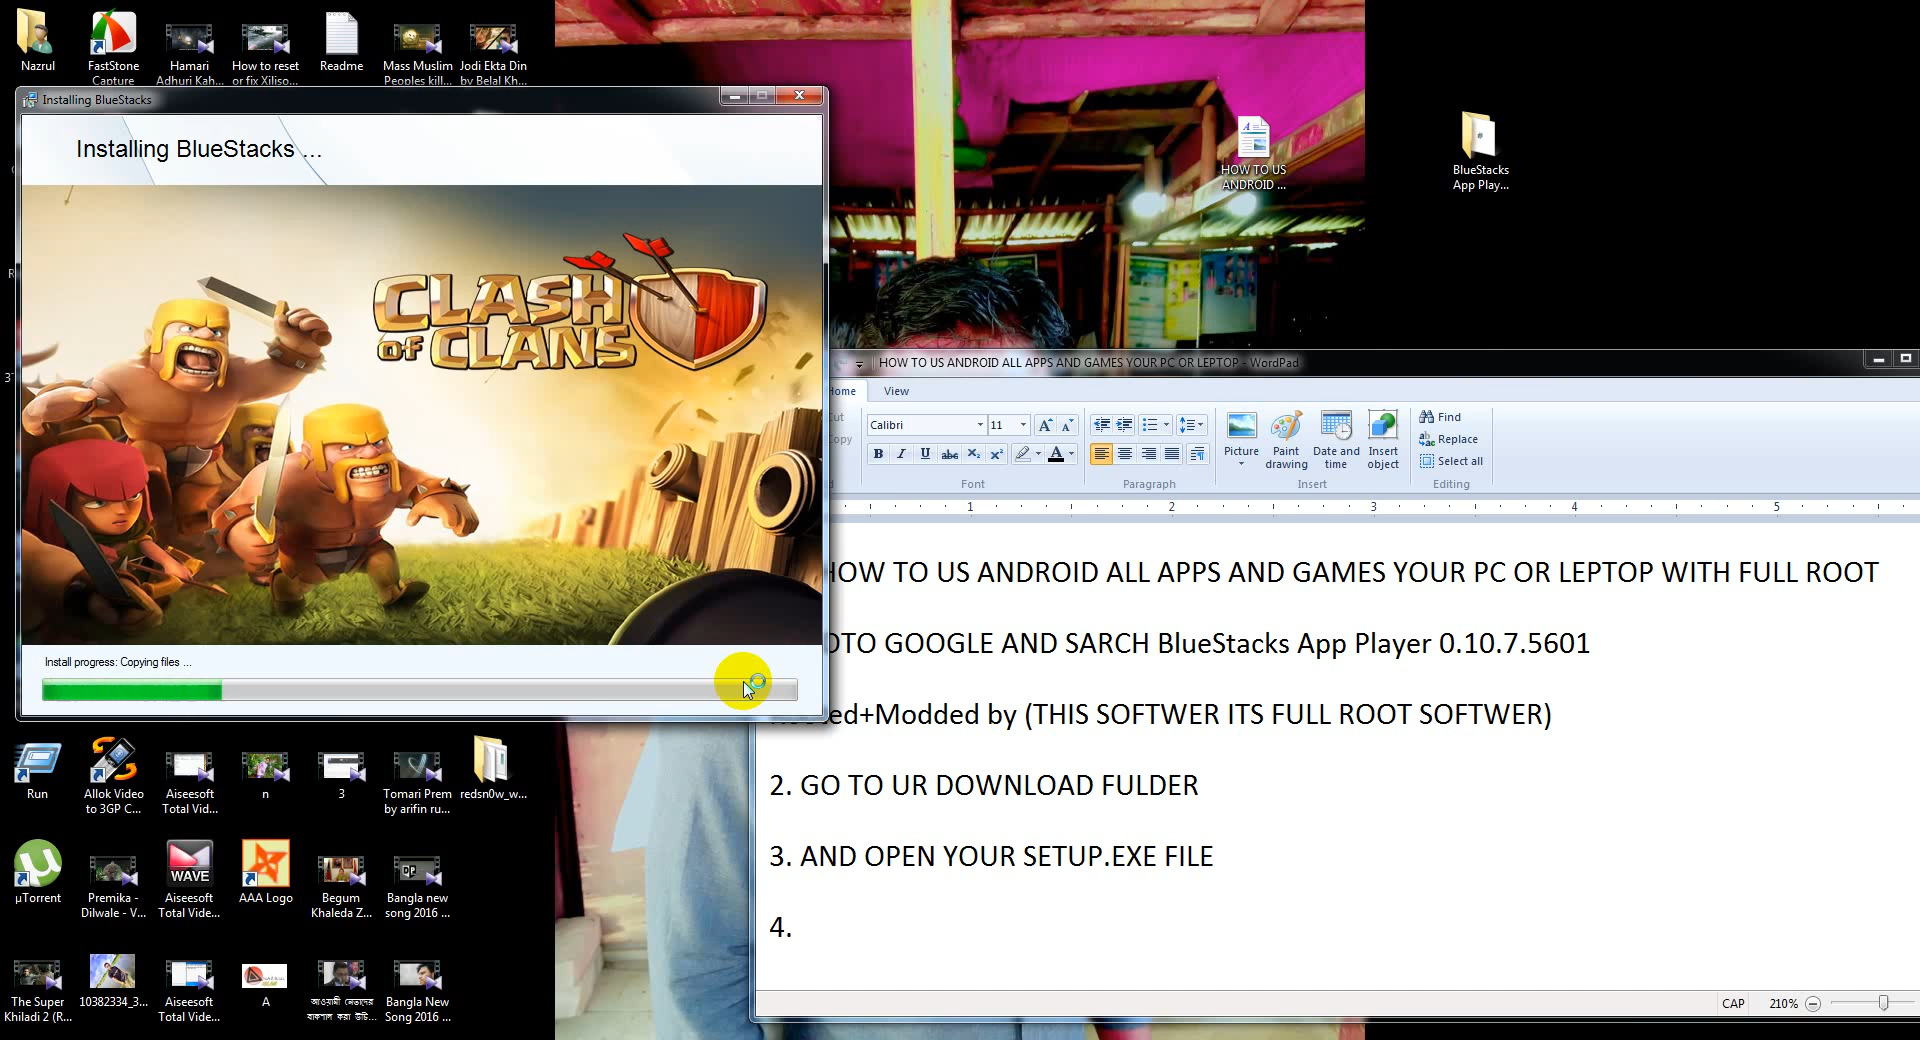 Nazrul
FastStone
Capture
Hamari
Adhuri Kah...
How to reset
or fix Xiliso...
Readme
Mass Muslim
Peoples kill...
Jodi Ekta Din
by Belal Kh...
Installing BlueStacks
Installing BlueStacks ...
CLASH
OF CLANS
Install progress: Copying files ...
HOW TO US
ANDROID ...
BlueStacks
App Play...
HOW TO US ANDROID ALL APPS AND GAMES YOUR PC OR LEPTOP - WordPad
Home
View
Cut
Copy
Calibri
11
Picture
Paint
drawing
Date and
time
Insert
object
Find
Replace
Select all
Font
Paragraph
Insert
Editing
1 2 3 4 5
HOW TO US ANDROID ALL APPS AND GAMES YOUR PC OR LEPTOP WITH FULL ROOT
OTO GOOGLE AND SARCH BlueStacks App Player 0.10.7.5601
ed+Modded by (THIS SOFTWER ITS FULL ROOT SOFTWER)
2. GO TO UR DOWNLOAD FULDER
3. AND OPEN YOUR SETUP.EXE FILE
4.
CAP
210%
Run
Allok Video
to 3GP C...
Aiseesoft
Total Vid...
n
3
Tomari Prem
by arifin ru...
redsn0w_w...
µTorrent
Premika -
Dilwale - V...
WAVE
Aiseesoft
Total Vide...
AAA Logo
Begum
Khaleda Z...
Bangla new
song 2016 ...
The Super
Khiladi 2 (R...
10382334_3...
Aiseesoft
Total Vide...
A
আওয়ামী নেতাদের
Bangla New
Song 2016 ...